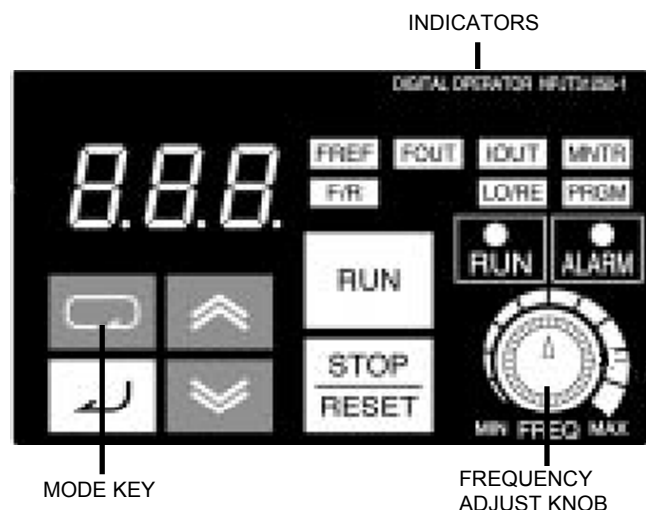 INDICATORS
DIGITAL OPERATOR
8.8.8.
FREF FOUT IOUT MNTR
F/R LO/RE PRGM
RUN ALARM
RUN
STOP
RESET
MIN FREQ MAX
MODE KEY
FREQUENCY
ADJUST KNOB